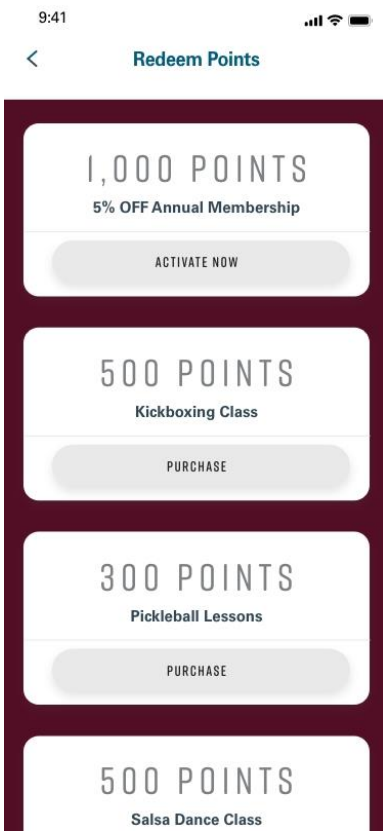 9:41
Redeem Points
1,000 POINTS
5% OFF Annual Membership
ACTIVATE NOW
500 POINTS
Kickboxing Class
PURCHASE
300 POINTS
Pickleball Lessons
PURCHASE
500 POINTS
Salsa Dance Class